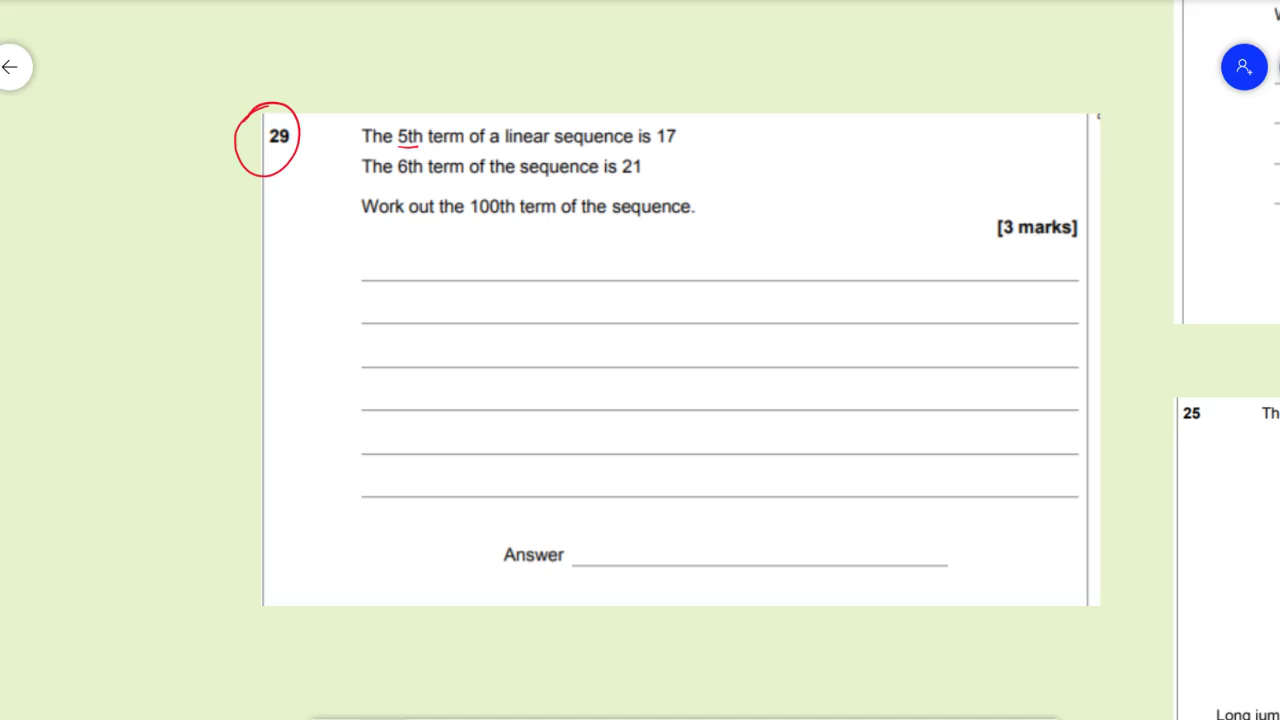 29 The 5th term of a linear sequence is 17
The 6th term of the sequence is 21
Work out the 100th term of the sequence.
[3 marks]
Answer
25 Th
Long jum